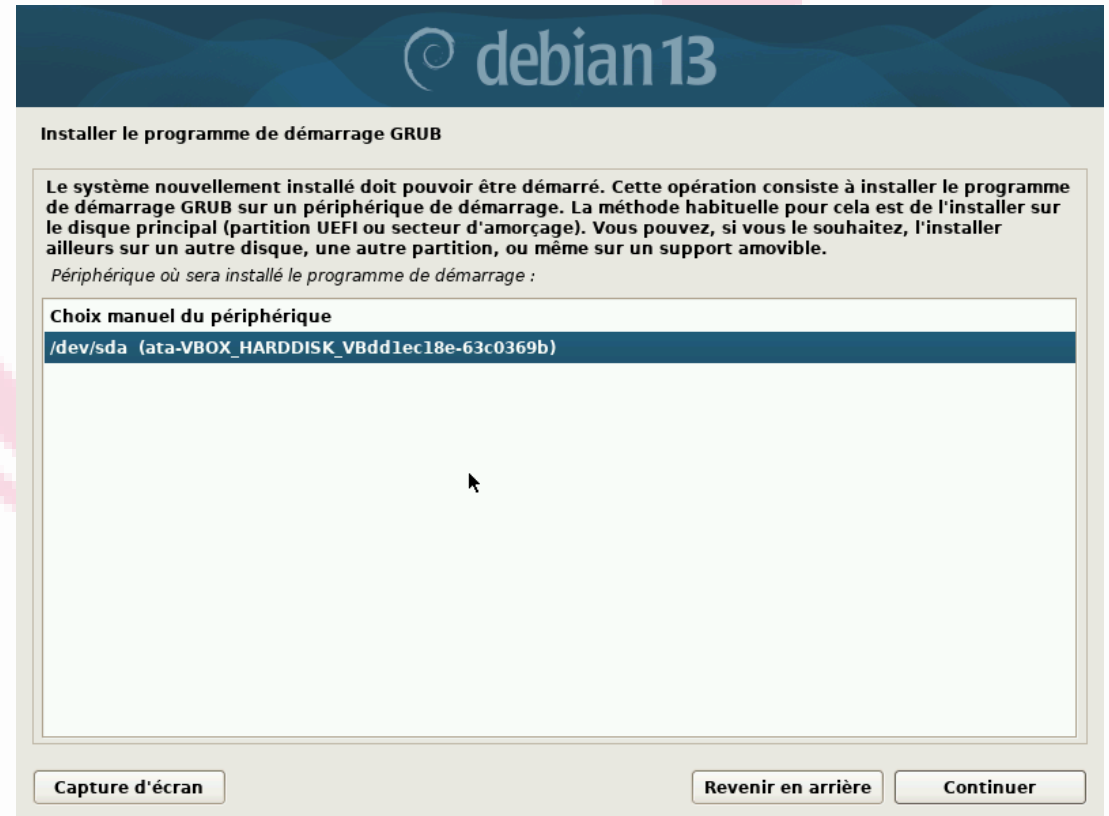 debian 13
Installer le programme de démarrage GRUB
Le système nouvellement installé doit pouvoir être démarré. Cette opération consiste à installer le programme
de démarrage GRUB sur un périphérique de démarrage. La méthode habituelle pour cela est de l'installer sur
le disque principal (partition UEFI ou secteur d'amorçage). Vous pouvez, si vous le souhaitez, l'installer
ailleurs sur un autre disque, une autre partition, ou même sur un support amovible.
Périphérique où sera installé le programme de démarrage :
Choix manuel du périphérique
/dev/sda (ata-VBOX_HARDDISK_VBdd1ec18e-63c0369b)
Capture d'écran
Revenir en arrière
Continuer